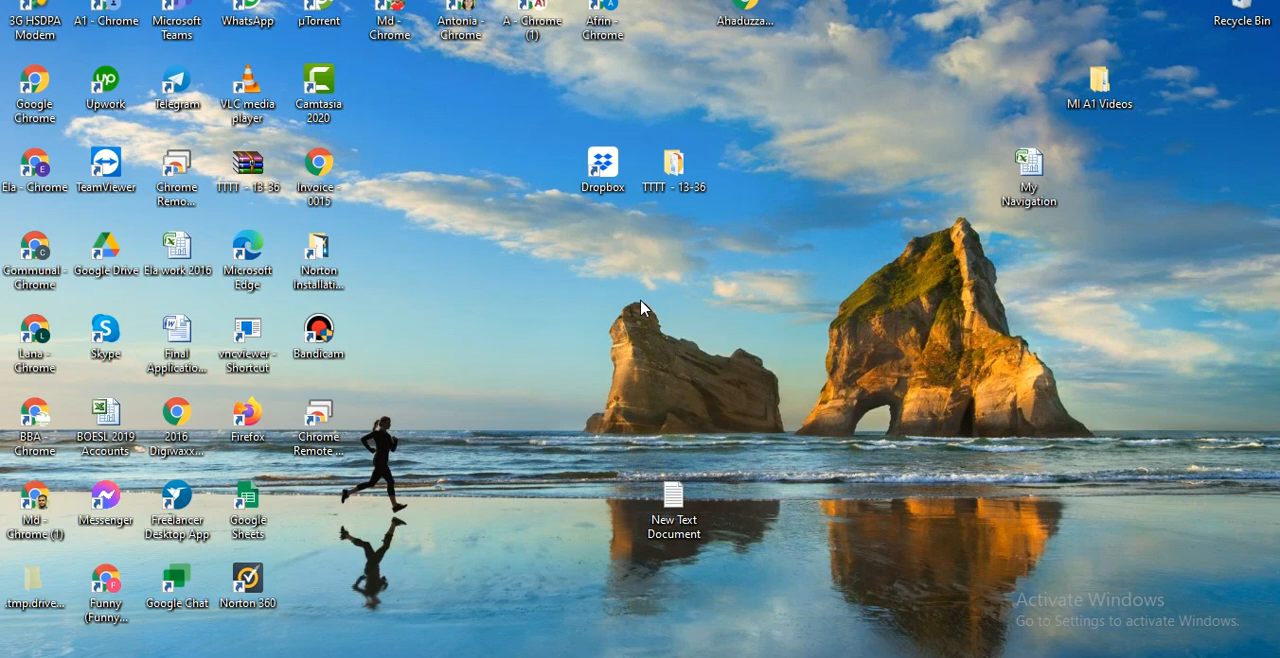 3G HSDPA
Modem
A1 - Chrome
Microsoft
Teams
WhatsApp
µTorrent
Md -
Chrome
Antonia -
Chrome
A - Chrome
(1)
Afrin -
Chrome
Ahaduzza...
Recycle Bin
Google
Chrome
Upwork
Telegram
VLC media
player
Camtasia
2020
MI A1 Videos
Ela - Chrome
TeamViewer
Chrome
Remo...
TTTT - 13-36
Invoice -
0015
Dropbox
TTTT - 13-36
My
Navigation
Communal -
Chrome
Google Drive
Ela work 2016
Microsoft
Edge
Norton
Installati...
Lana -
Chrome
Skype
Final
Applicatio...
vncviewer -
Shortcut
Bandicam
BBA -
Chrome
BOESL 2019
Accounts
2016
Digiwaxx...
Firefox
Chrome
Remote ...
Md -
Chrome (1)
Messenger
Freelancer
Desktop App
Google
Sheets
New Text
Document
.tmp.drive...
Funny
(Funny...
Google Chat
Norton 360
Activate Windows
Go to Settings to activate Windows.